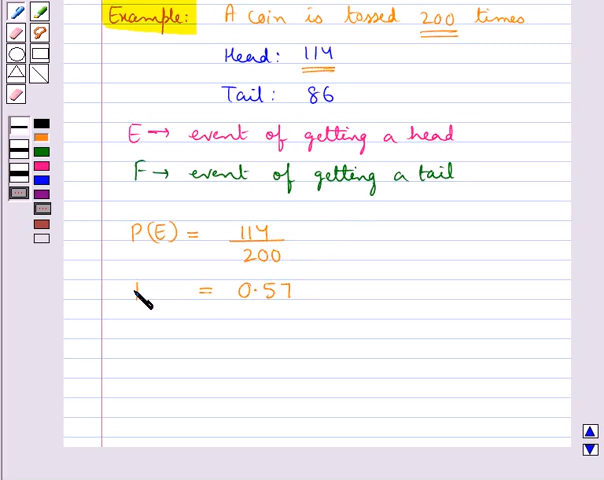 Example: A coin is tossed 200 times
Head: 114
Tail: 86
E → event of getting a head
F → event of getting a tail
P(E) = 114/200
= 0.57